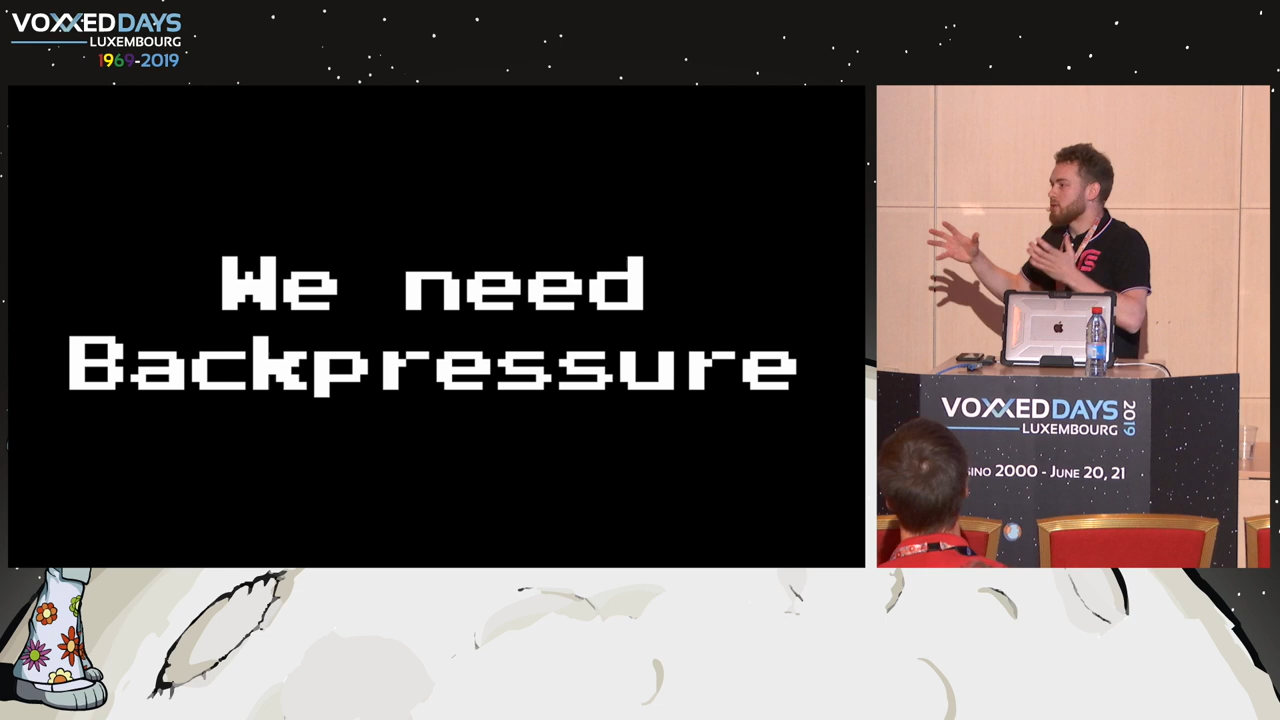 VOXXEDDAYS
LUXEMBOURG
1969-2019
We need
Backpressure
VOXXEDDAYS 2019
LUXEMBOURG
SINO 2000 - JUNE 20, 21